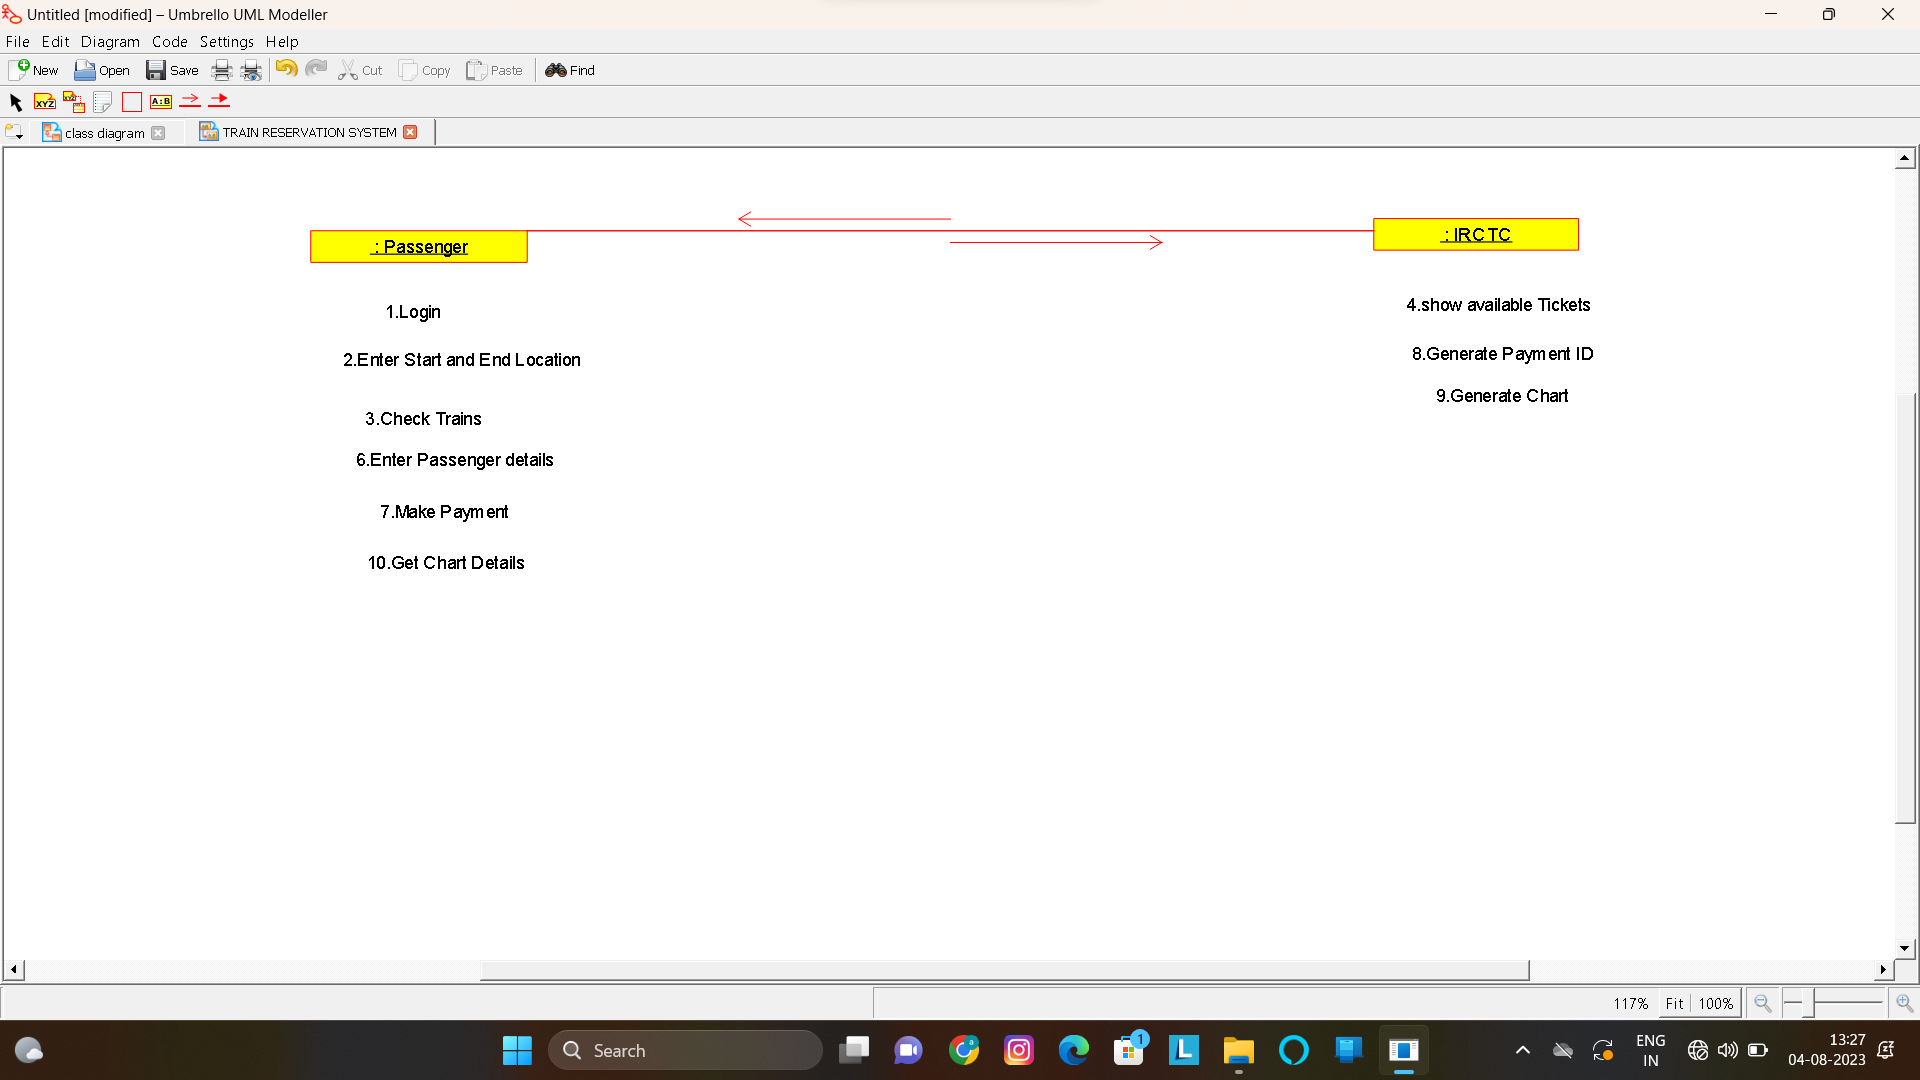 Untitled [modified] – Umbrello UML Modeller
File Edit Diagram Code Settings Help
New Open Save Cut Copy Paste Find
XYZ XYZ A:B
class diagram TRAIN RESERVATION SYSTEM
: Passenger
: IRCTC
1.Login
2.Enter Start and End Location
3.Check Trains
6.Enter Passenger details
7.Make Payment
10.Get Chart Details
4.show available Tickets
8.Generate Payment ID
9.Generate Chart
117% Fit 100%
Search
a
1
L
ENG
IN
13:27
04-08-2023